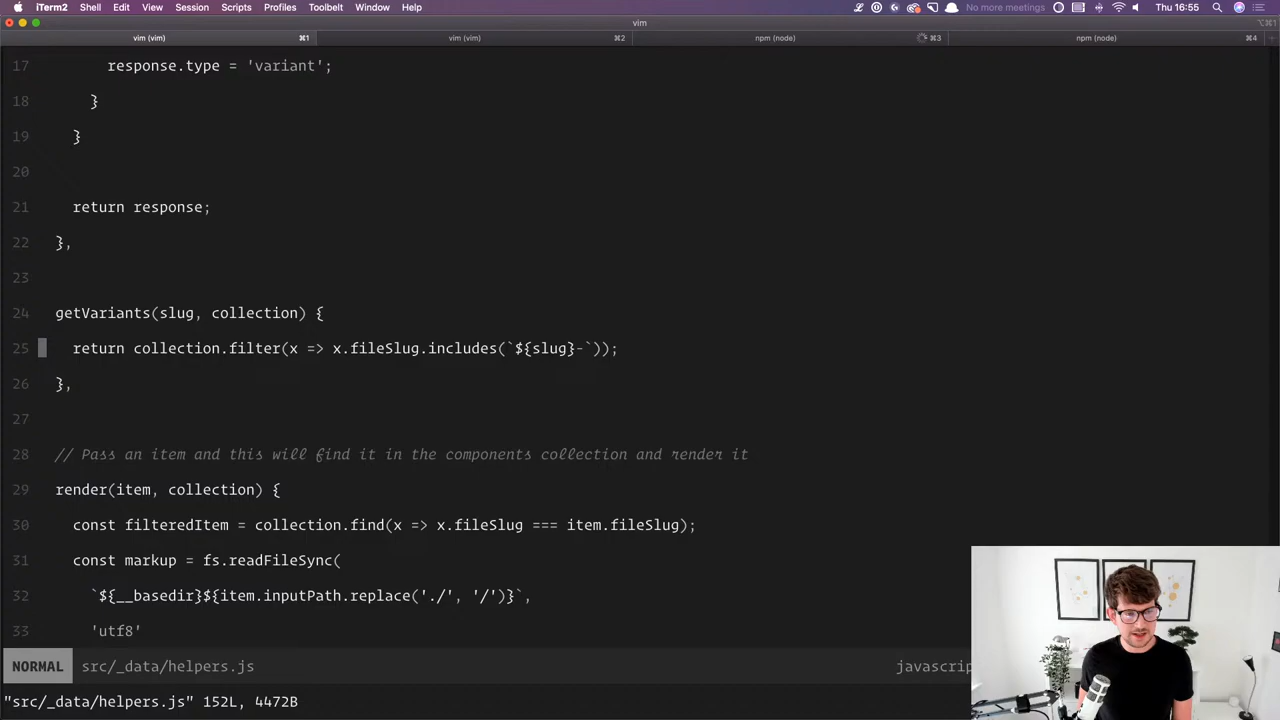 iTerm2 Shell Edit View Session Scripts Profiles Toolbelt Window Help No more meetings Thu 16:55
vim
⌥⌘1
vim (vim) ⌘1 vim (vim) ⌘2 npm (node) ⌘3 npm (node) ⌘4
17 response.type = 'variant';
18 }
19 }
20
21 return response;
22 },
23
24 getVariants(slug, collection) {
25 return collection.filter(x => x.fileSlug.includes(`${slug}-`));
26 },
27
28 // Pass an item and this will find it in the components collection and render it
29 render(item, collection) {
30 const filteredItem = collection.find(x => x.fileSlug === item.fileSlug);
31 const markup = fs.readFileSync(
32 `${__basedir}${item.inputPath.replace('./', '/')}`,
33 'utf8'
NORMAL src/_data/helpers.js javascrip
"src/_data/helpers.js" 152L, 4472B